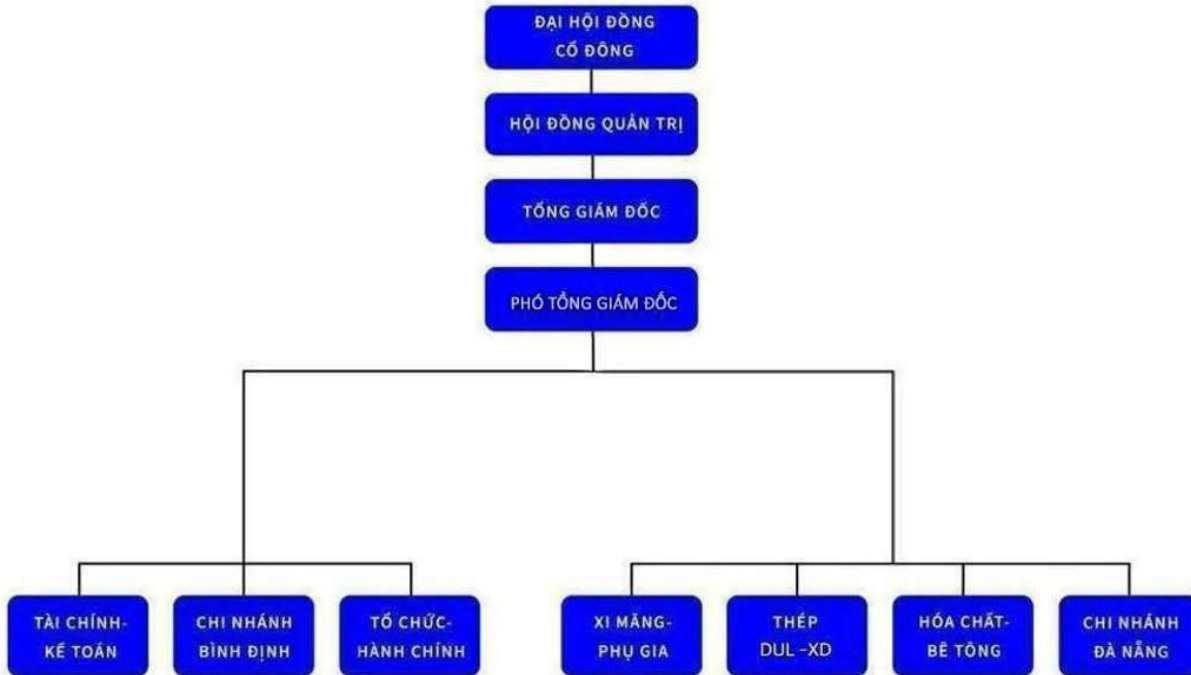 ĐẠI HỘI ĐỒNG
CỔ ĐÔNG
HỘI ĐỒNG QUẢN TRỊ
TỔNG GIÁM ĐỐC
PHÓ TỔNG GIÁM ĐỐC
TÀI CHÍNH-
KẾ TOÁN
CHI NHÁNH
BÌNH ĐỊNH
TỔ CHỨC-
HÀNH CHÍNH
XI MĂNG-
PHỤ GIA
THÉP
DUL -XD
HÓA CHẤT-
BÊ TÔNG
CHI NHÁNH
ĐÀ NẴNG